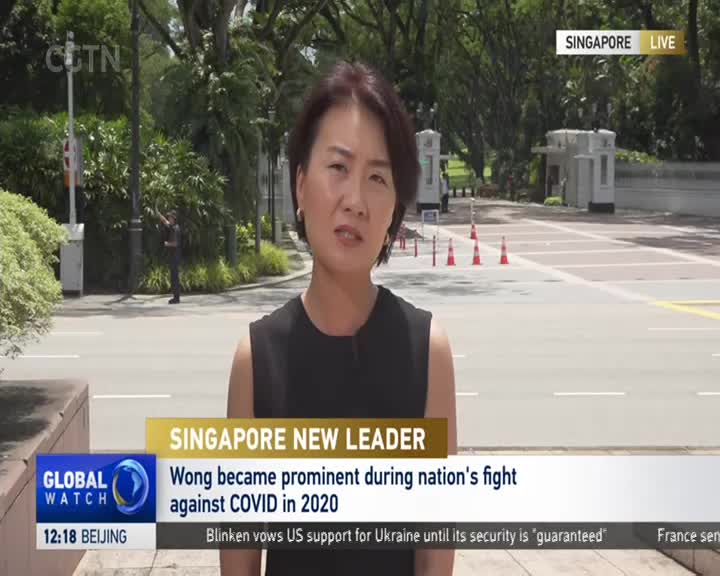 CGTN
SINGAPORE LIVE
SINGAPORE NEW LEADER
Wong became prominent during nation's fight
against COVID in 2020
GLOBAL
WATCH
12:18 BEIJING
Blinken vows US support for Ukraine until its security is "guaranteed" France sen